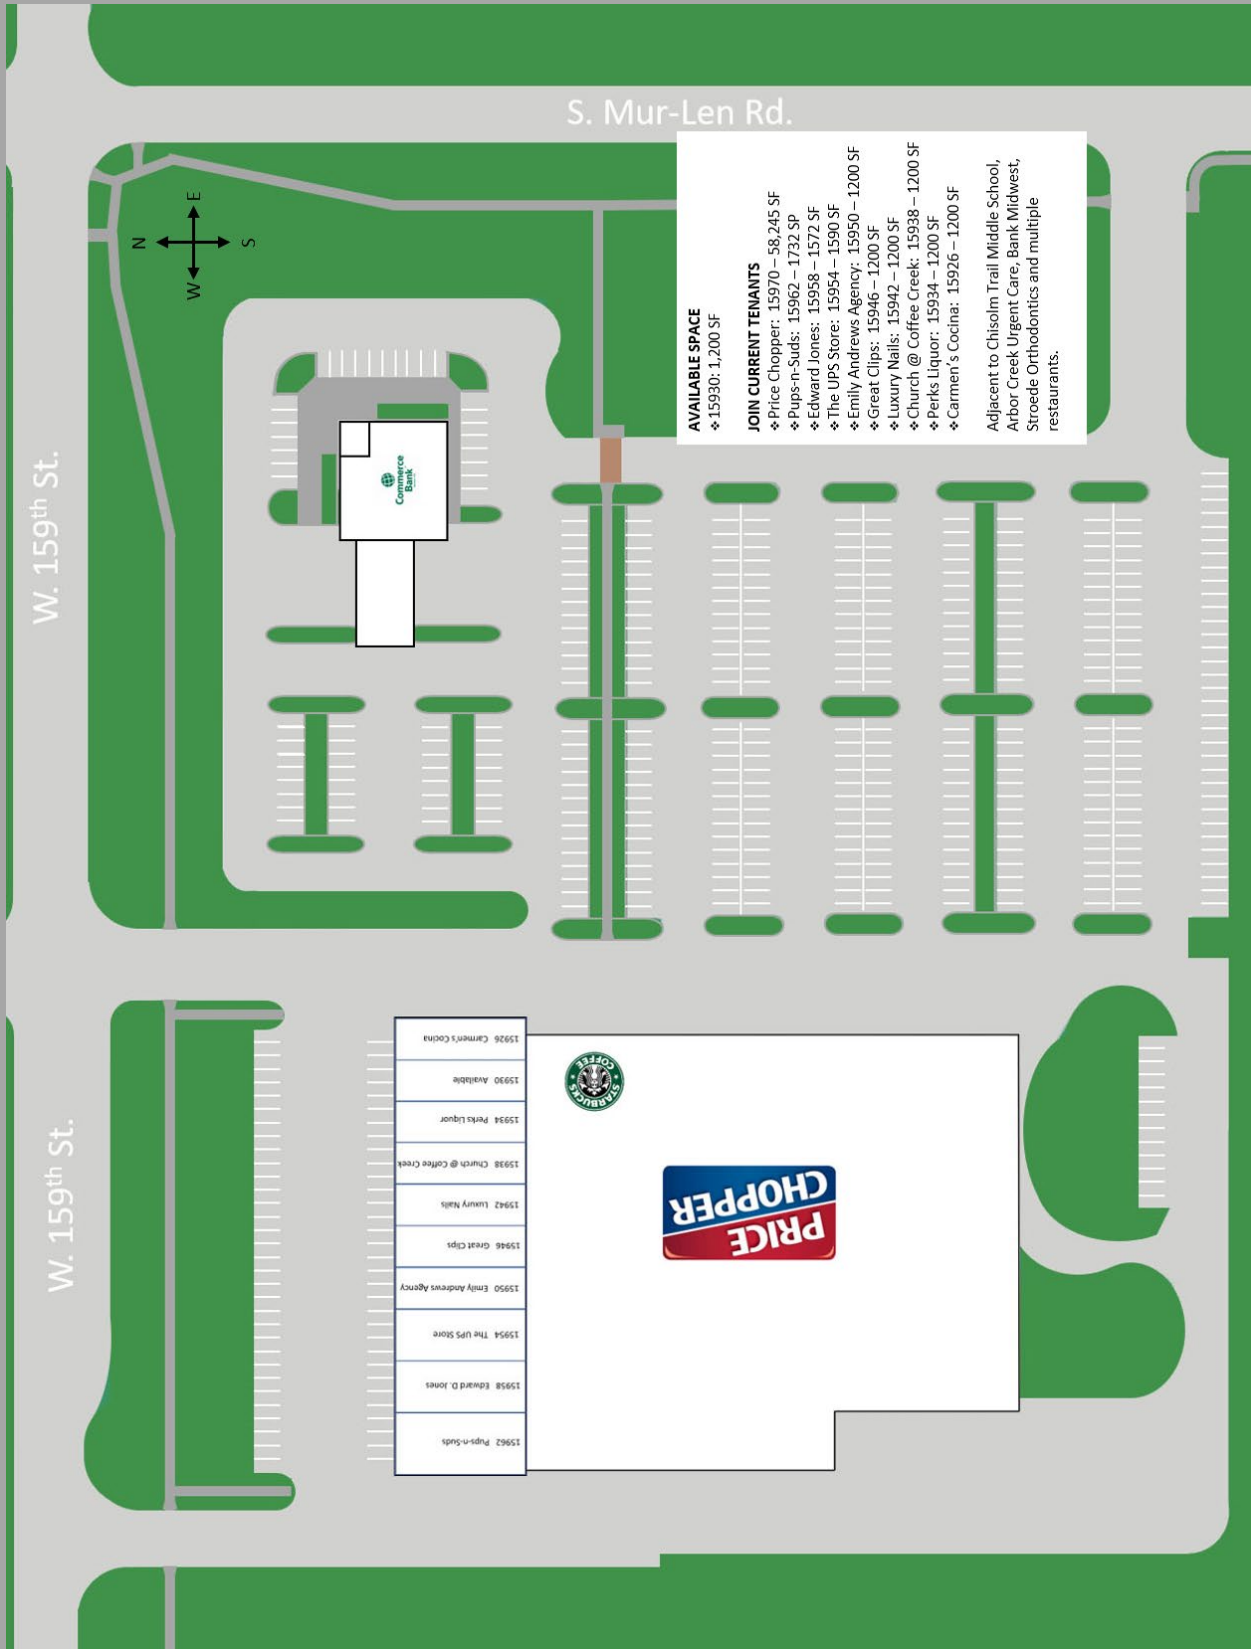 S. Mur-Len Rd.
W. 159th St.
W. 159th St.
N
E
S
W
Commerce
Bank
AVAILABLE SPACE
❖ 15930: 1,200 SF
JOIN CURRENT TENANTS
❖ Price Chopper: 15970 – 58,245 SF
❖ Pups-n-Suds: 15962 – 1732 SP
❖ Edward Jones: 15958 – 1572 SF
❖ The UPS Store: 15954 – 1590 SF
❖ Emily Andrews Agency: 15950 – 1200 SF
❖ Great Clips: 15946 – 1200 SF
❖ Luxury Nails: 15942 – 1200 SF
❖ Church @ Coffee Creek: 15938 – 1200 SF
❖ Perks Liquor: 15934 – 1200 SF
❖ Carmen's Cocina: 15926 – 1200 SF
Adjacent to Chisolm Trail Middle School,
Arbor Creek Urgent Care, Bank Midwest,
Stroede Orthodontics and multiple
restaurants.
15926 Carmen's Cocina
15930 Available
15934 Perks Liquor
15938 Church @ Coffee Creek
15942 Luxury Nails
15946 Great Clips
15950 Emily Andrews Agency
15954 The UPS Store
15958 Edward D. Jones
15962 Pups-n-Suds
STARBUCKS
COFFEE
PRICE
CHOPPER